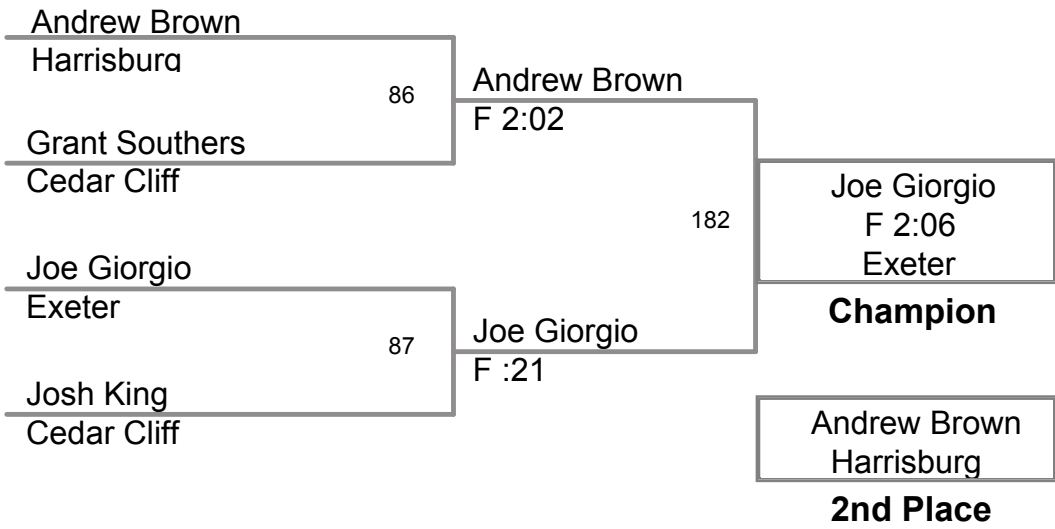 Andrew Brown
Harrisburg
86
Grant Southers
Cedar Cliff
Joe Giorgio
Exeter
87
Josh King
Cedar Cliff
Andrew Brown
F 2:02
182
Joe Giorgio
F :21
Joe Giorgio
F 2:06
Exeter
Champion
Andrew Brown
Harrisburg
2nd Place